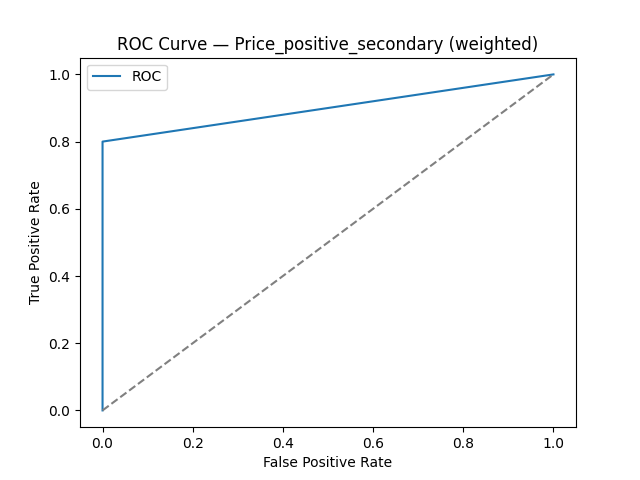 ROC Curve — Price_positive_secondary (weighted)
ROC
True Positive Rate
1.0
0.8
0.6
0.4
0.2
0.0
0.0 0.2 0.4 0.6 0.8 1.0
False Positive Rate